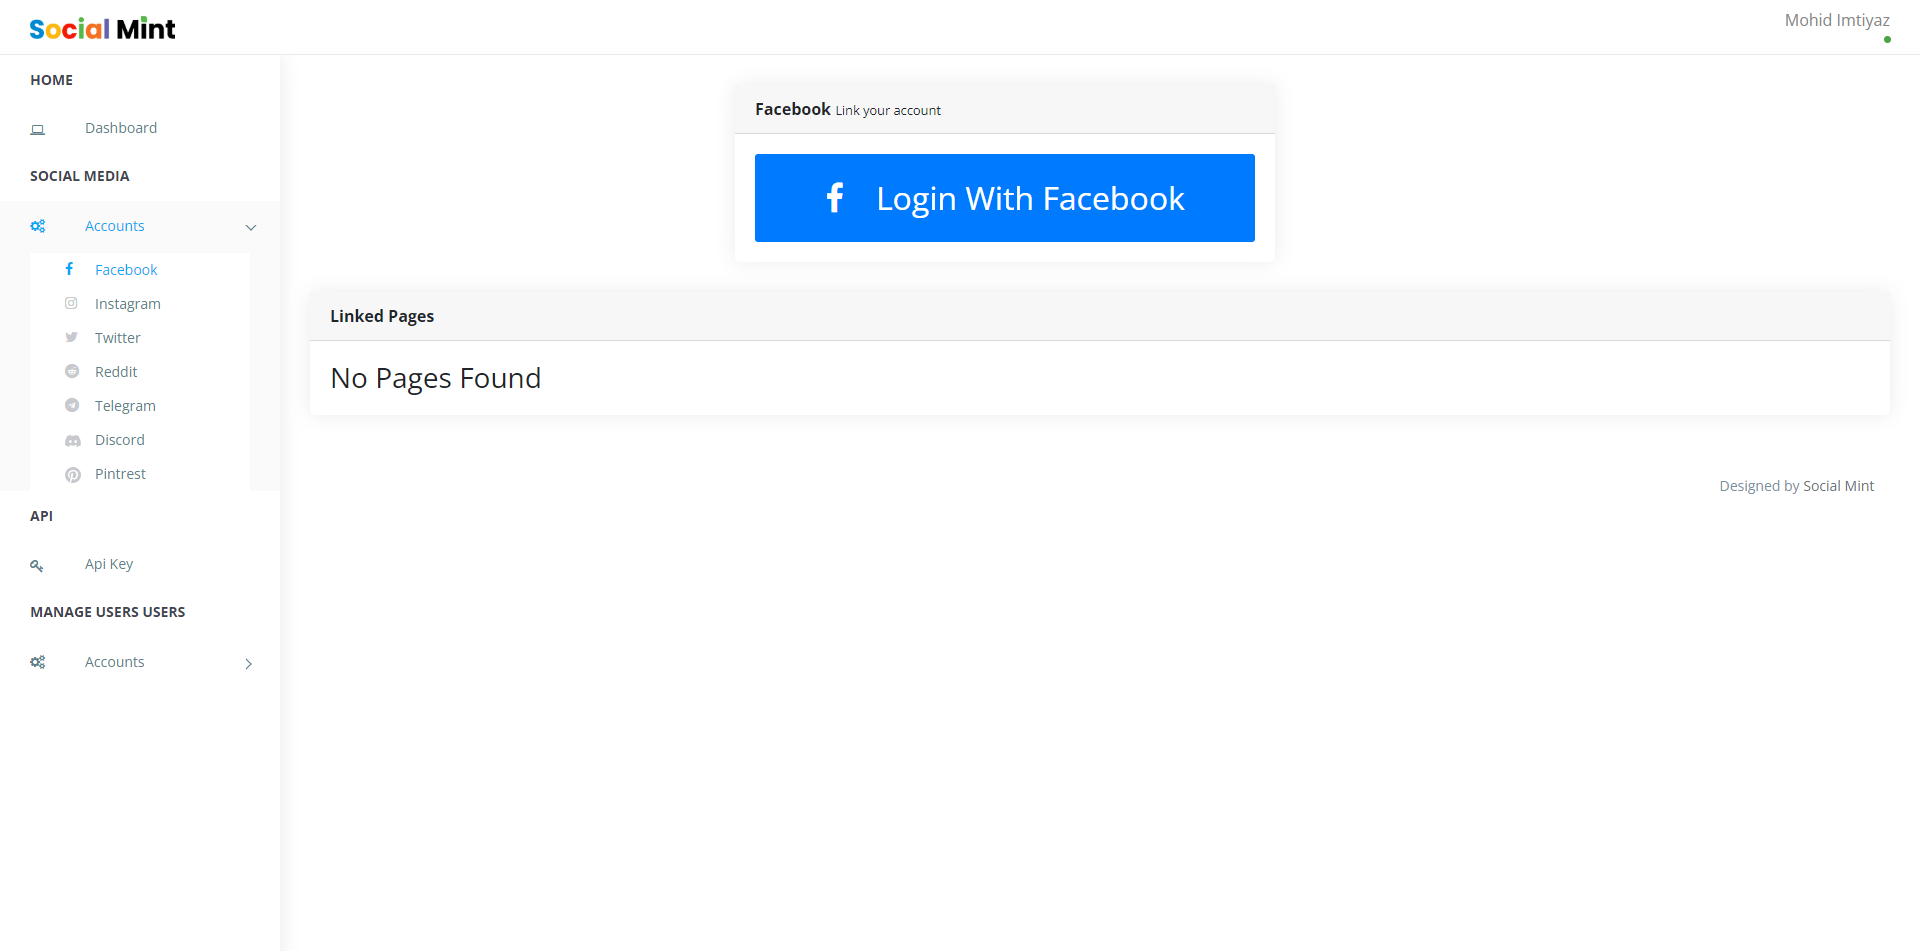 Social Mint
Mohid Imtiyaz
HOME
Dashboard
SOCIAL MEDIA
Accounts
Facebook
Instagram
Twitter
Reddit
Telegram
Discord
Pintrest
API
Api Key
MANAGE USERS USERS
Accounts
Facebook Link your account
Login With Facebook
Linked Pages
No Pages Found
Designed by Social Mint